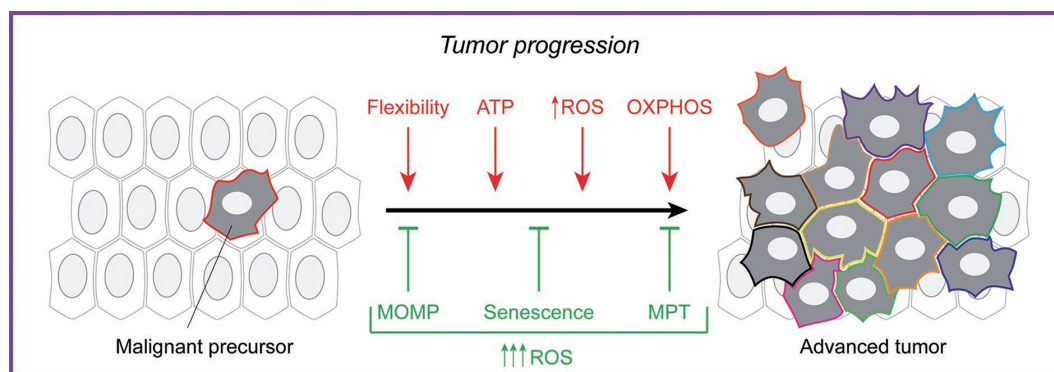 Tumor progression
Flexibility ATP ↑ROS OXPHOS
MOMP Senescence MPT
Malignant precursor ↑↑↑ROS Advanced tumor